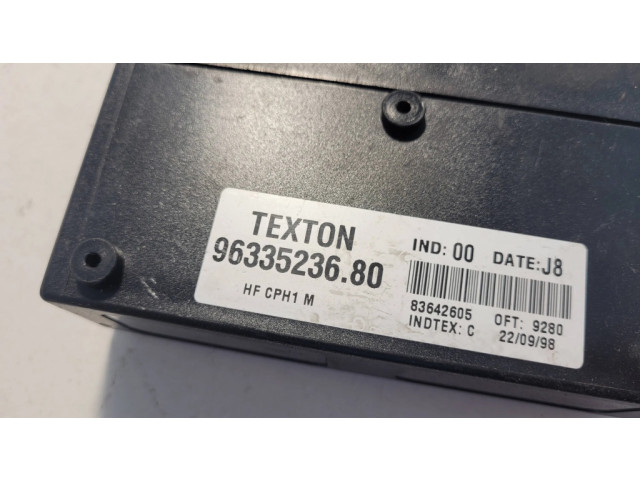 TEXTON
96335236.80
HF CPH1 M
IND: 00 DATE: J8
83642605 OFT: 9280
INDTEX: C 22/09/98